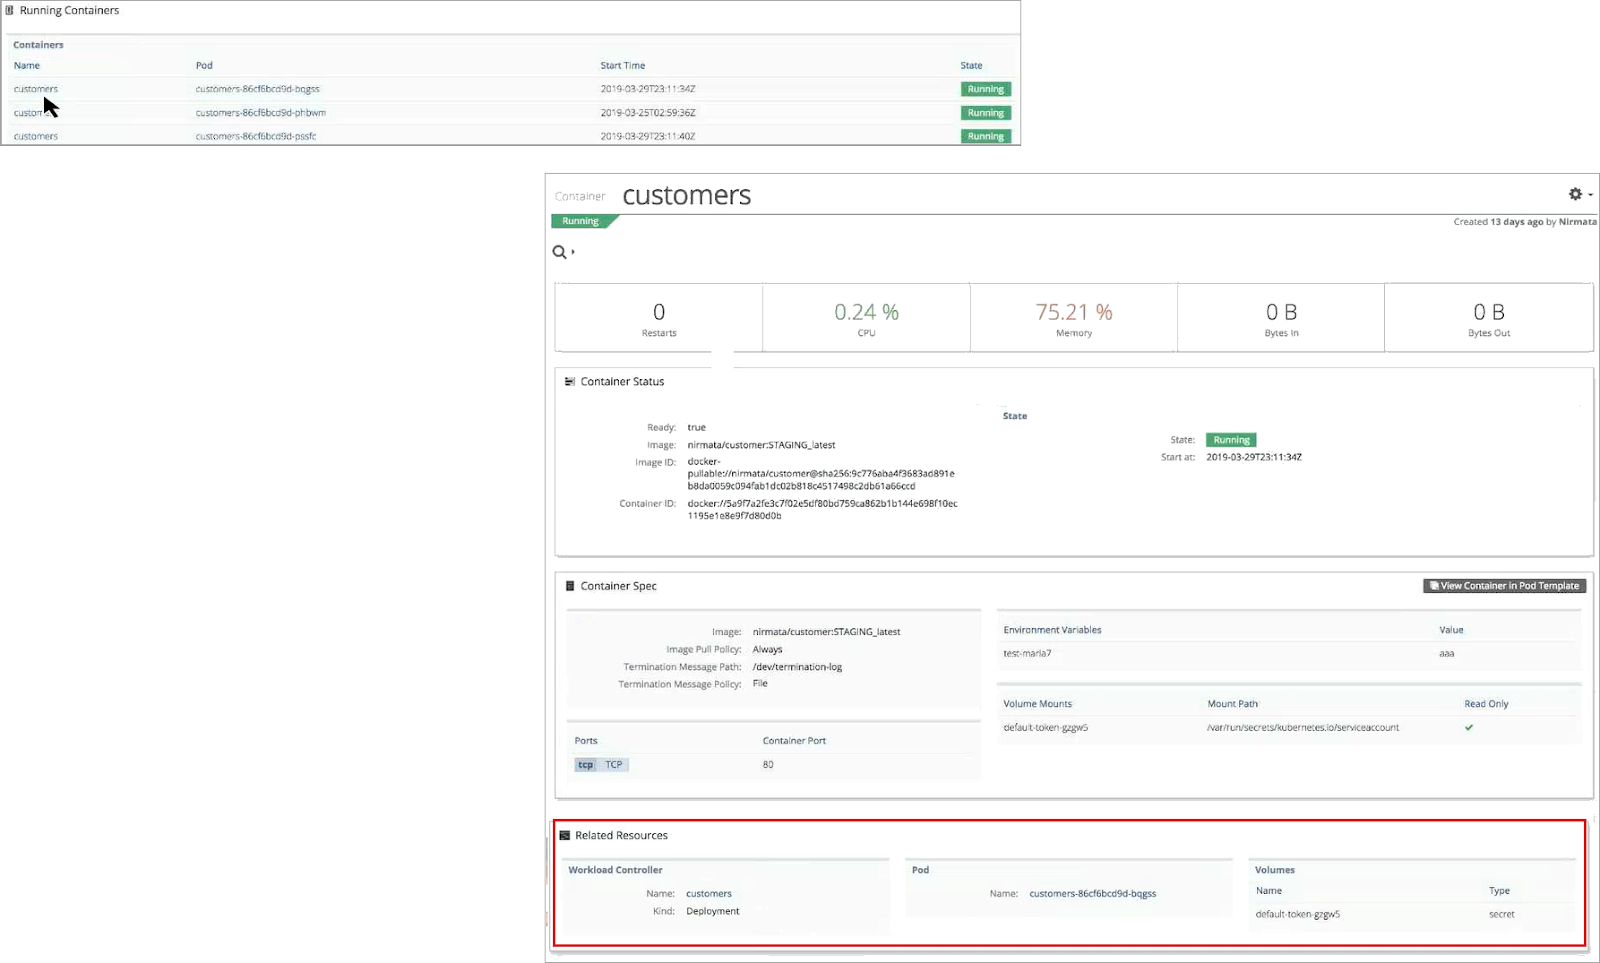 Running Containers
Containers
Name Pod Start Time State
customers customers-86cf6bcd9d-bqgss 2019-03-29T23:11:34Z Running
custom customers-86cf6bcd9d-phbwm 2019-03-25T02:59:36Z Running
customers customers-86cf6bcd9d-pssfc 2019-03-29T23:11:40Z Running
Container customers
Running Created 13 days ago by Nirmata
0 0.24 % 75.21 % 0 B 0 B
Restarts CPU Memory Bytes In Bytes Out
Container Status
State
Ready: true
State: Running
Image: nirmata/customer:STAGING_latest
Start at: 2019-03-29T23:11:34Z
Image ID: docker-
pullable://nirmata/customer@sha256:9c776aba4f3683ad891e
b8da0059c094fab1dc02b818c4517498c2db61a66ccd
Container ID: docker://5a9f7a2fe3c7f02e5df80bd759ca862b1b144e698f10ec
1195e1e8e9f7d80d0b
Container Spec View Container in Pod Template
Image: nirmata/customer:STAGING_latest
Image Pull Policy: Always
Termination Message Path: /dev/termination-log
Termination Message Policy: File
Environment Variables Value
test-maria7 aaa
Volume Mounts Mount Path Read Only
default-token-gzgw5 /var/run/secrets/kubernetes.io/serviceaccount
Ports Container Port
tcp TCP 80
Related Resources
Workload Controller
Name: customers
Kind: Deployment
Pod
Name: customers-86cf6bcd9d-bqgss
Volumes
Name Type
default-token-gzgw5 secret